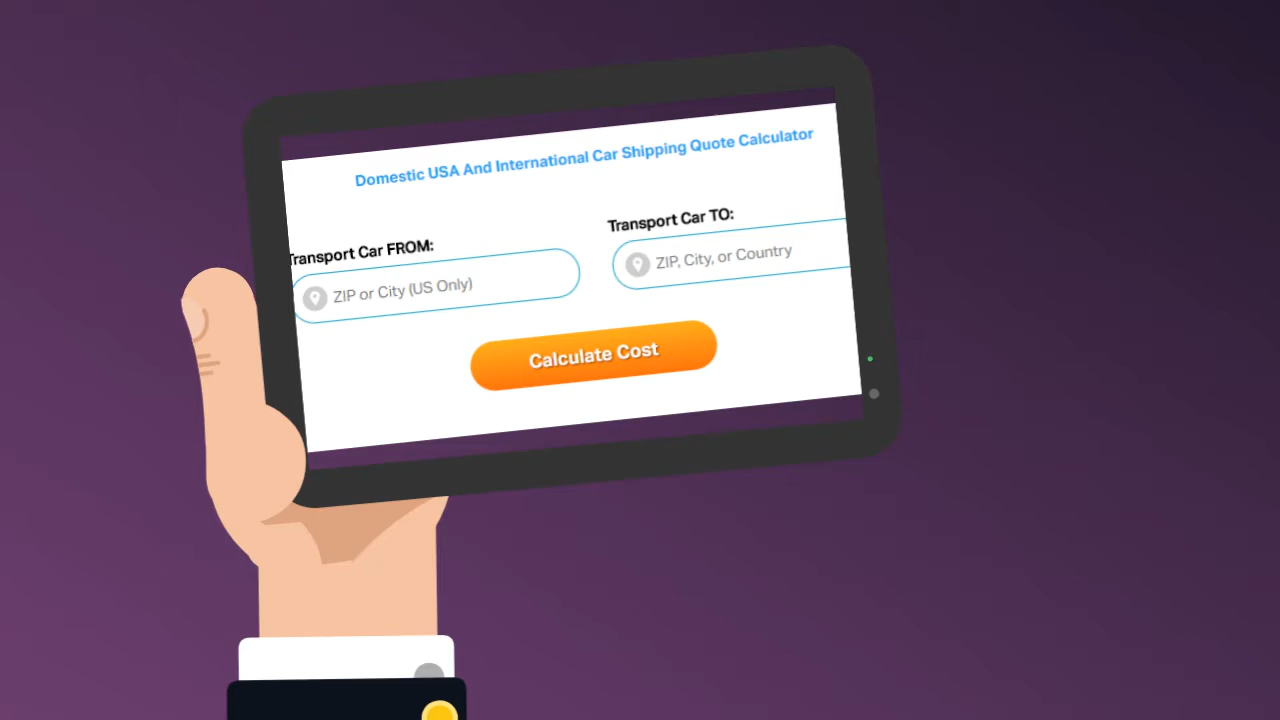 Domestic USA And International Car Shipping Quote Calculator
Transport Car FROM:
Transport Car TO:
ZIP or City (US Only)
ZIP, City, or Country
Calculate Cost